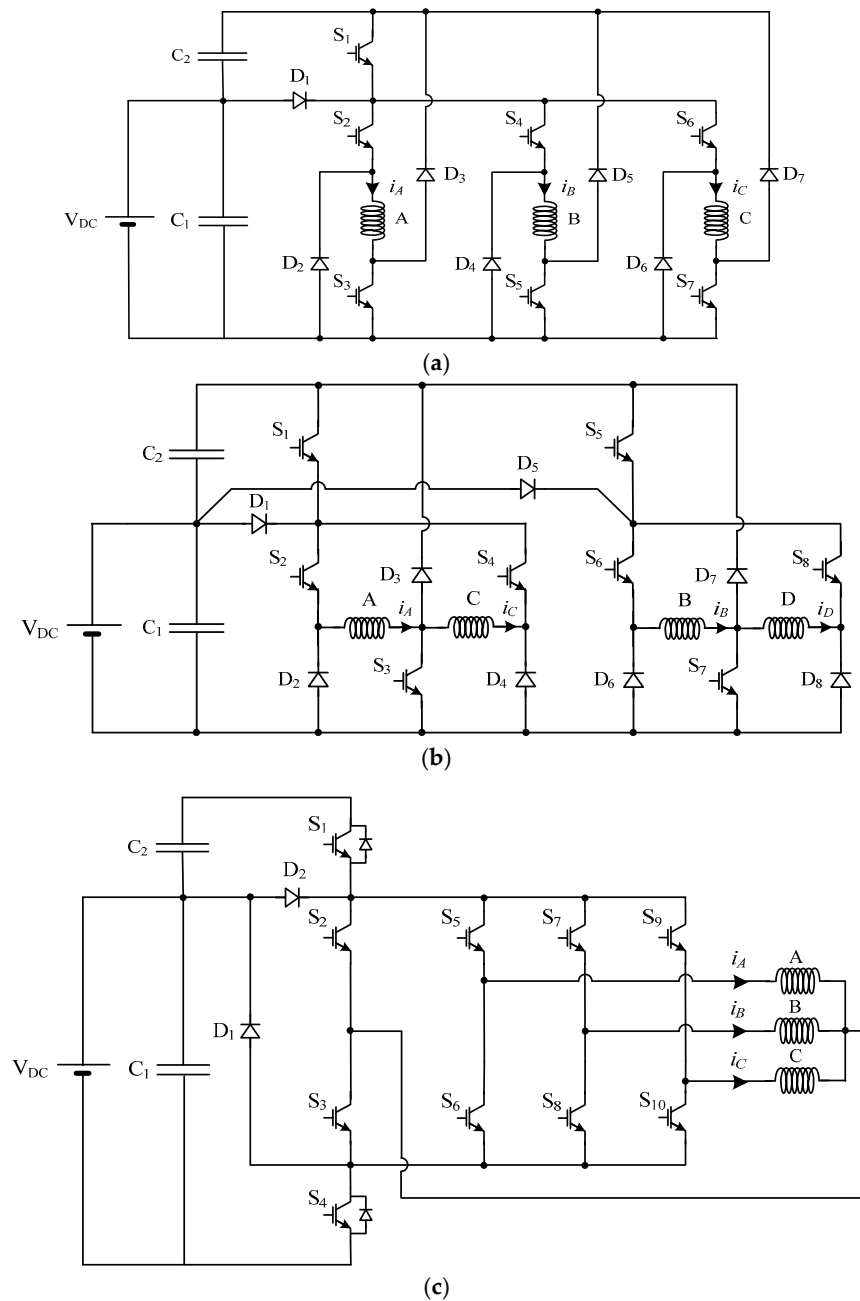 S1
C2
D1
S2
S4
S6
iA
D3
iB
D5
iC
D7
VDC
C1
A
B
C
D2
D4
D6
S3
S5
S7
(a)
S1
S5
C2
D5
D1
S2
D3
S4
S6
D7
S8
A
iA
C
iC
B
iB
D
iD
VDC
C1
D2
S3
D4
D6
S7
D8
(b)
S1
C2
D2
S2
S5
S7
S9
iA
A
iB
B
D1
iC
C
VDC
C1
S3
S6
S8
S10
S4
(c)